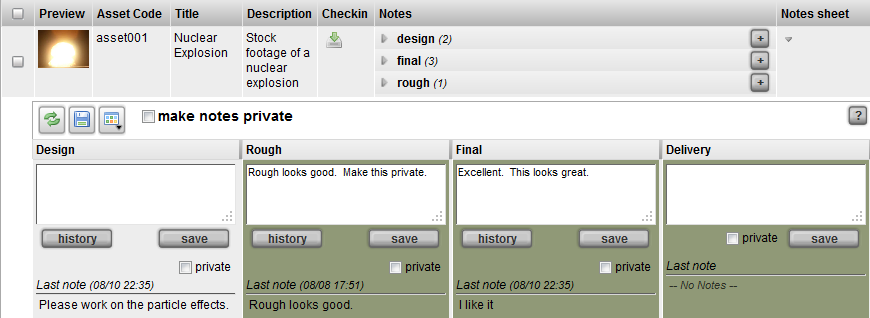 Preview Asset Code Title Description Checkin Notes Notes sheet
asset001 Nuclear Explosion Stock footage of a nuclear explosion
design (2) +
final (3) +
rough (1) +
make notes private ?
Design Rough Final Delivery
Rough looks good. Make this private. Excellent. This looks great.
history save history save history save private save
private private private Last note
Last note (08/10 22:35) Last note (08/08 17:51) Last note (08/10 22:35) -- No Notes --
Please work on the particle effects. Rough looks good. I like it